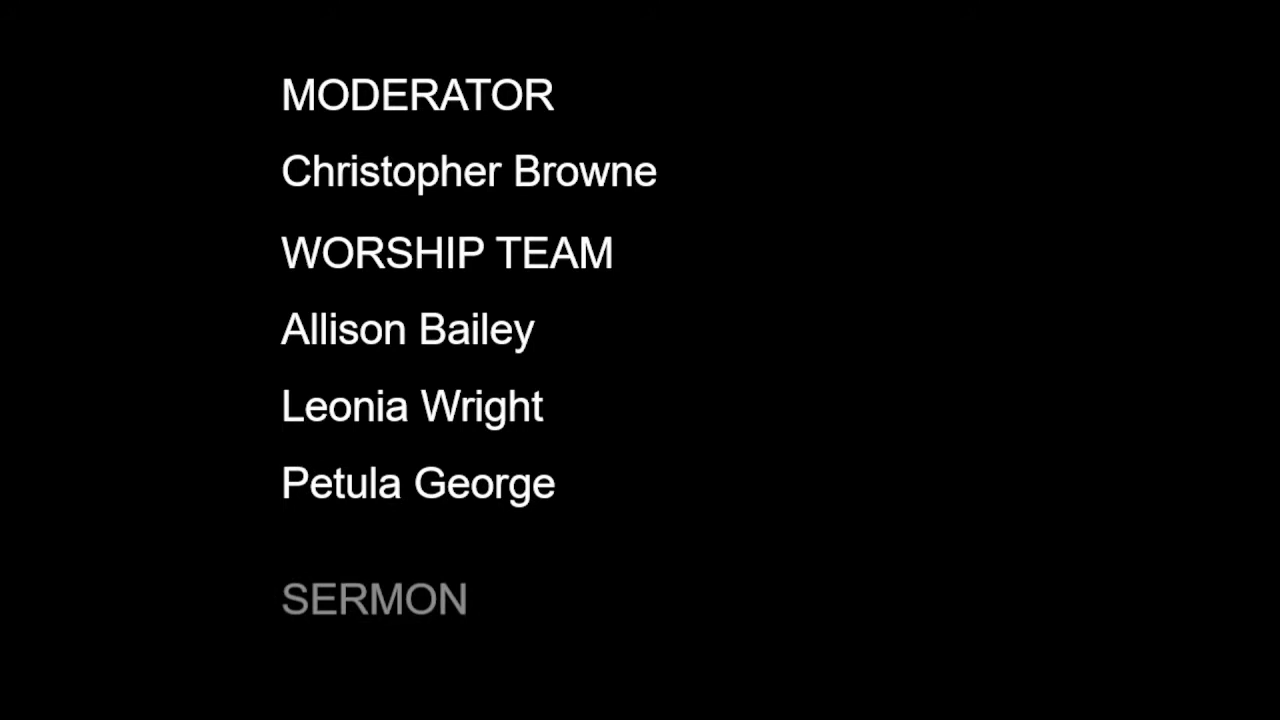 MODERATOR
Christopher Browne
WORSHIP TEAM
Allison Bailey
Leonia Wright
Petula George
SERMON